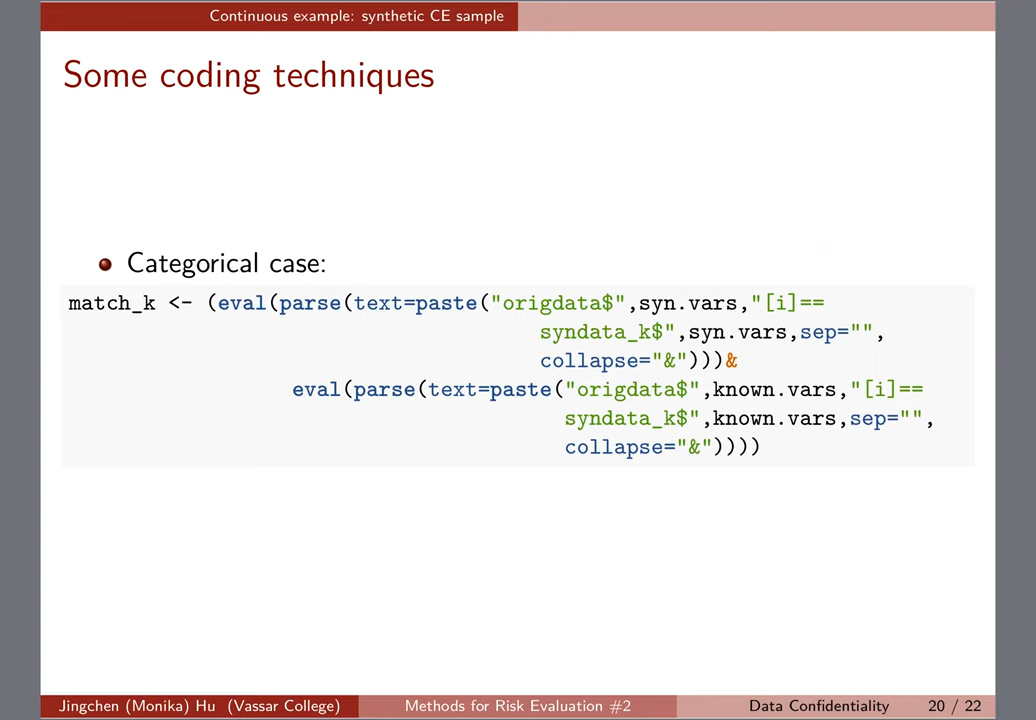 Continuous example: synthetic CE sample
Some coding techniques
Categorical case:
match_k <- (eval(parse(text=paste("origdata$",syn.vars,"[i]==
syndata_k$",syn.vars,sep="",
collapse="&")))&
eval(parse(text=paste("origdata$",known.vars,"[i]==
syndata_k$",known.vars,sep="",
collapse="&"))))
Jingchen (Monika) Hu (Vassar College) Methods for Risk Evaluation #2 Data Confidentiality 20 / 22